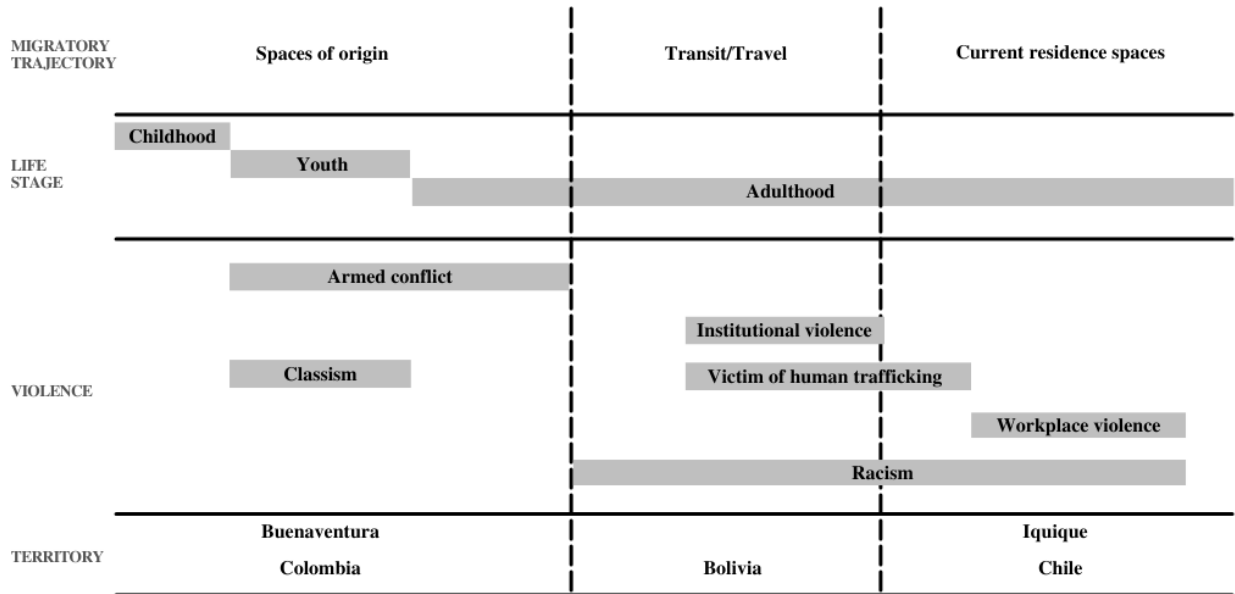 MIGRATORY
TRAJECTORY
Spaces of origin
Transit/Travel
Current residence spaces
LIFE
STAGE
Childhood
Youth
Adulthood
VIOLENCE
Armed conflict
Institutional violence
Classism
Victim of human trafficking
Workplace violence
Racism
TERRITORY
Buenaventura
Iquique
Colombia
Bolivia
Chile